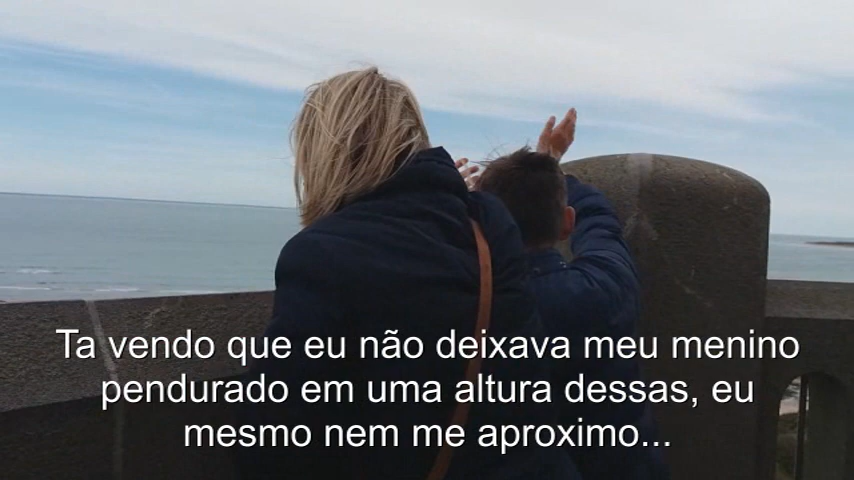 Ta vendo que eu não deixava meu menino
pendurado em uma altura dessas, eu
mesmo nem me aproximo...